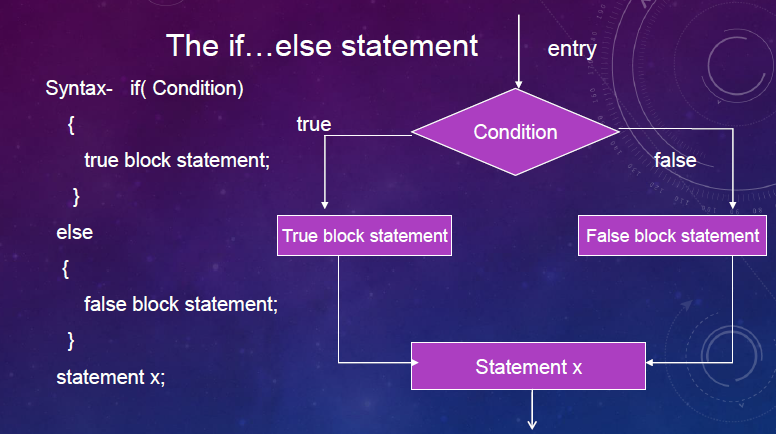 The if…else statement
Syntax- if( Condition)
{
true block statement;
}
else
{
false block statement;
}
statement x;
entry
Condition
true
false
True block statement
False block statement
Statement x